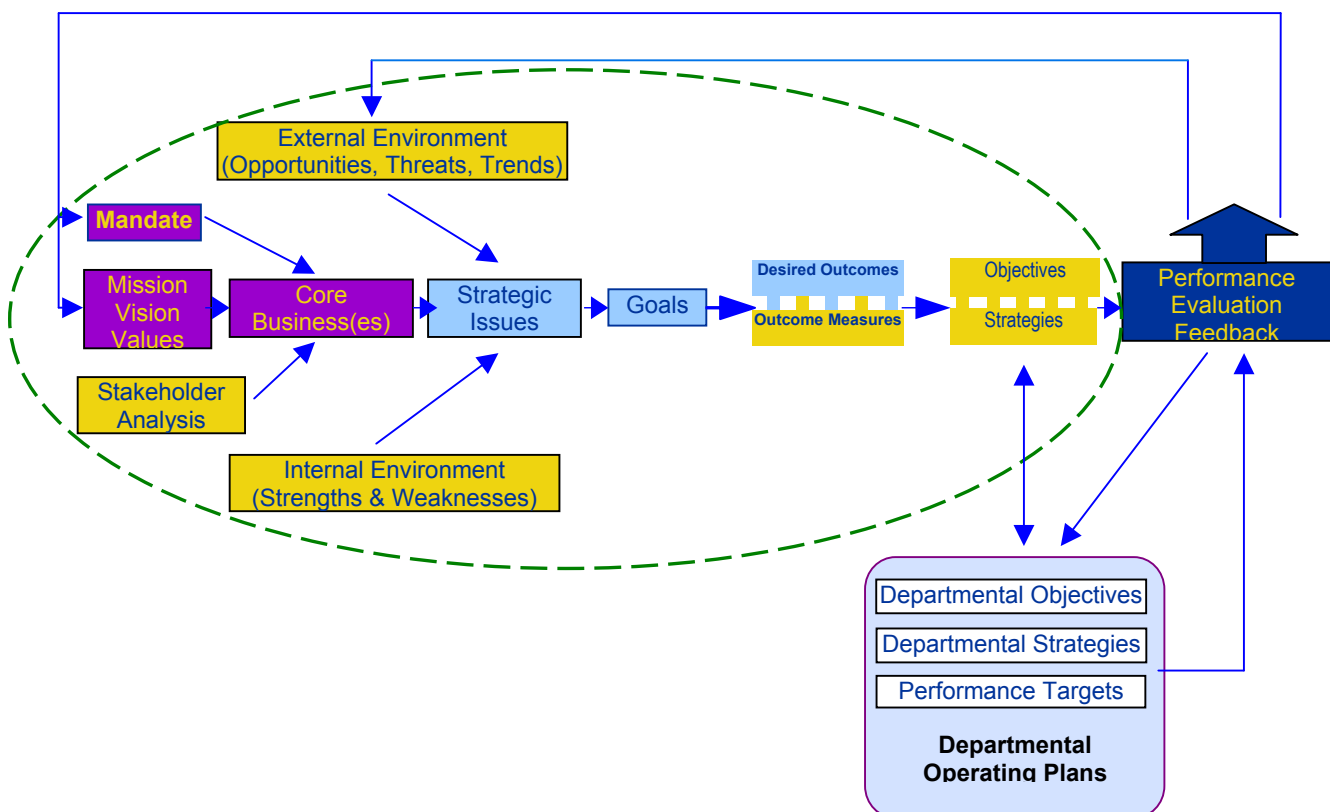 External Environment
(Opportunities, Threats, Trends)
Mandate
Mission
Vision
Values
Core
Business(es)
Strategic
Issues
Goals
Desired Outcomes
Outcome Measures
Objectives
Strategies
Performance
Evaluation
Feedback
Stakeholder
Analysis
Internal Environment
(Strengths & Weaknesses)
Departmental Objectives
Departmental Strategies
Performance Targets
Departmental
Operating Plans